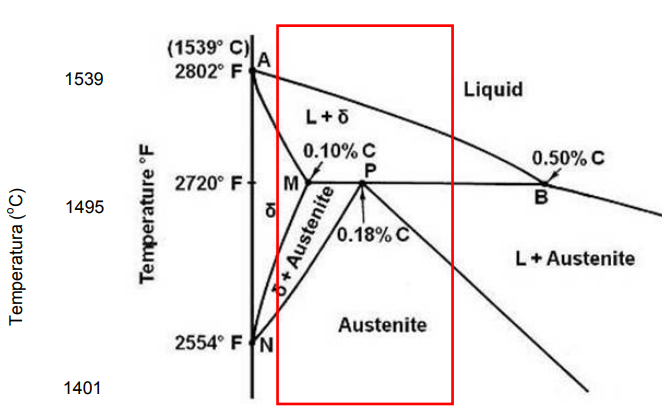 (1539° C)
A
1539
2802° F
Liquid
L + δ
0.10% C
0.50% C
P
2720° F
M
B
1495
δ
0.18% C
δ + Austenite
L + Austenite
Temperature °F
Temperatura (°C)
Austenite
2554° F
N
1401